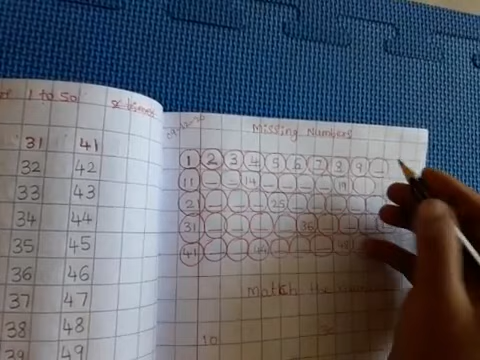 1 to 50
31 41
32 42
33 43
34 44
35 45
36 46
37 47
38 48
39 49
Missing Numbers
1 2 3 4 5 6 7 8 9 _
11 _ _ 14 _ _ _ _ 19
21 _ _ _ 25 _ _ _
31 _ _ _ _ 36 _ _
41 _ _ 44 _ _ _ 48
Match the
10